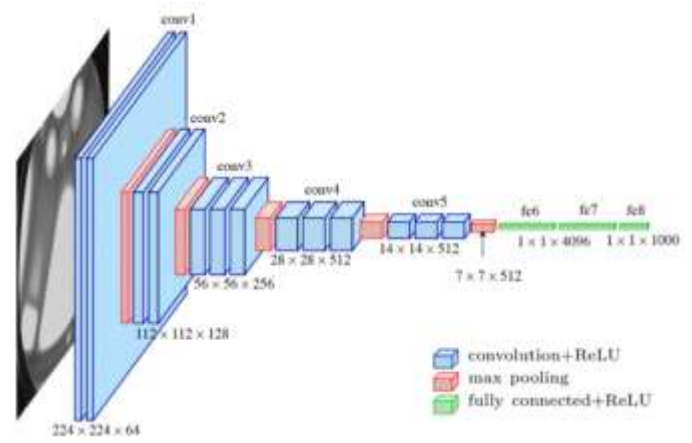 conv1
conv2
conv3
conv4
conv5
fc6
fc7
fc8
1 × 1 × 4096
1 × 1 × 1000
14 × 14 × 512
28 × 28 × 512
7 × 7 × 512
56 × 56 × 256
112 × 112 × 128
224 × 224 × 64
convolution+ReLU
max pooling
fully connected+ReLU